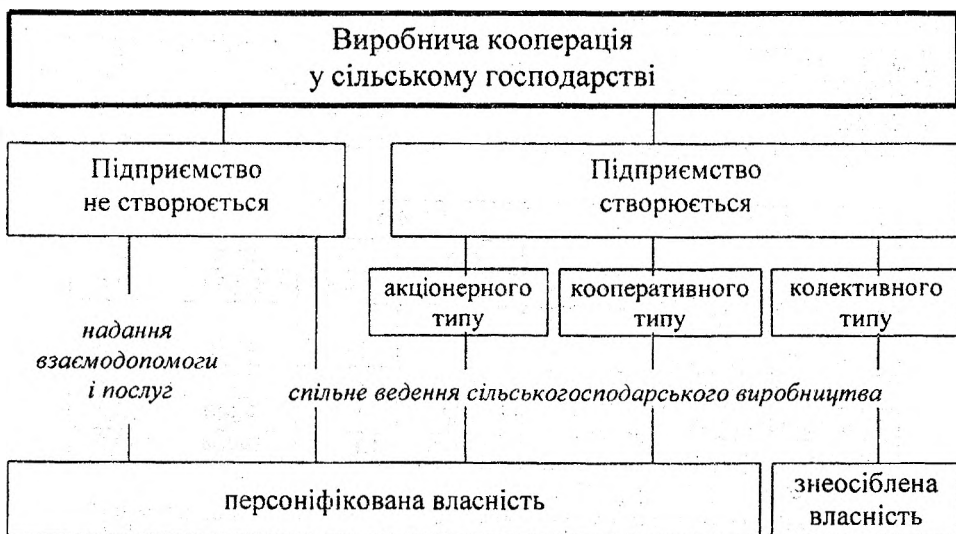 Виробнича кооперація
у сільському господарстві
Підприємство
не створюється
Підприємство
створюється
акціонерного
типу
кооперативного
типу
колективного
типу
надання
взаємодопомоги
і послуг
спільне ведення сільськогосподарського виробництва
персоніфікована власність
знеосіблена
власність